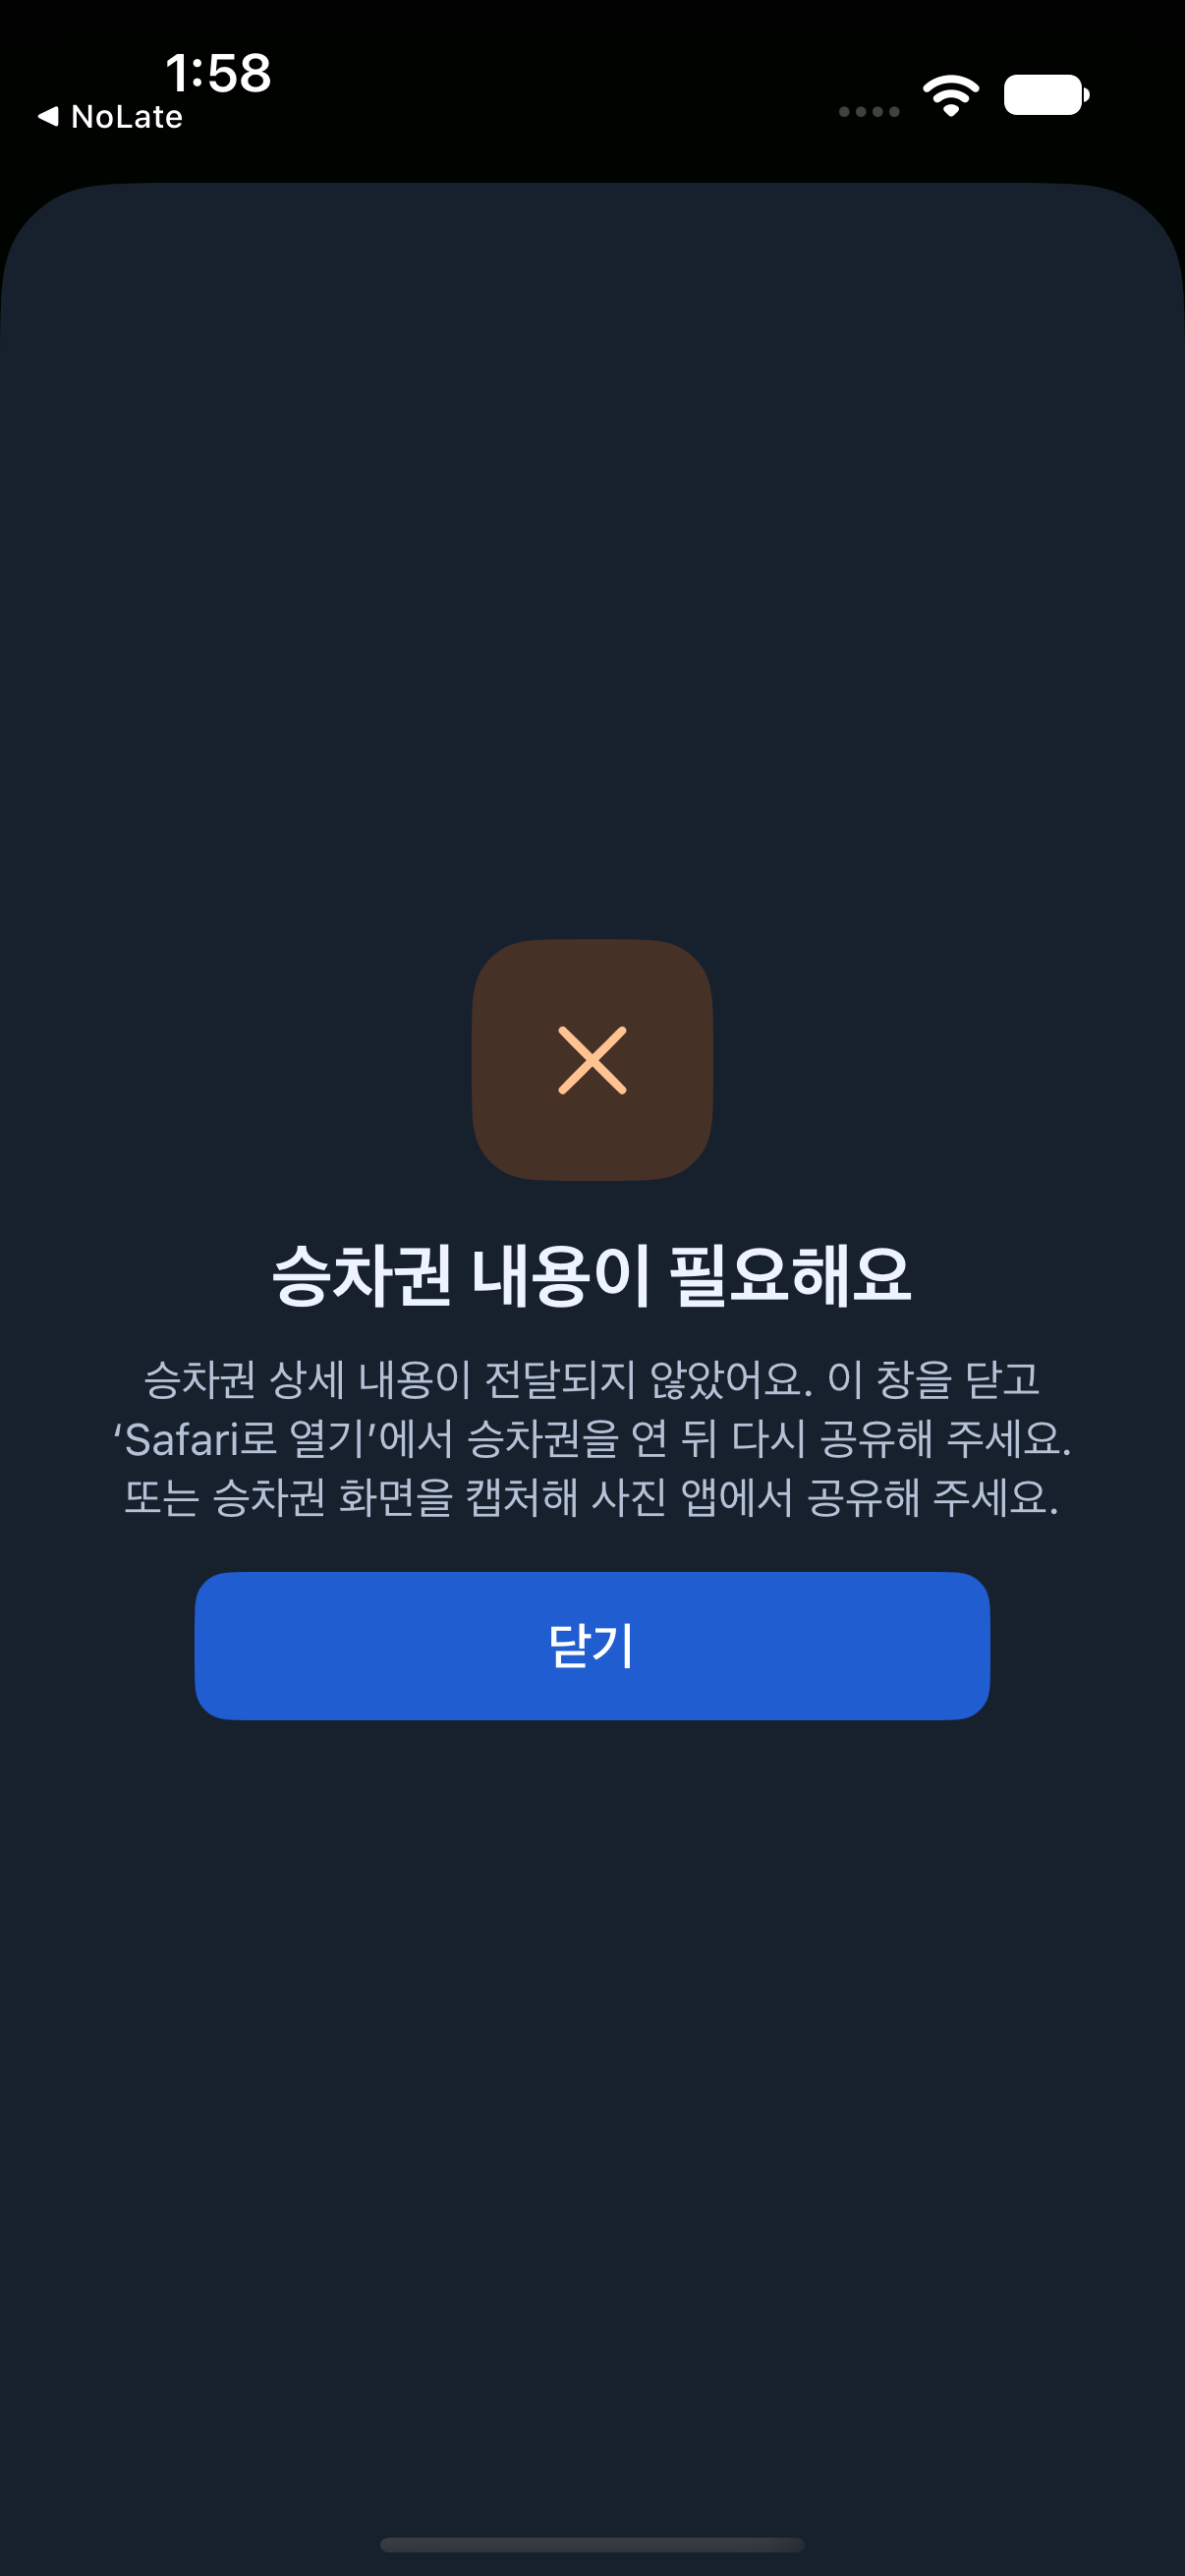 1:58
NoLate
승차권 내용이 필요해요
승차권 상세 내용이 전달되지 않았어요. 이 창을 닫고
‘Safari로 열기’에서 승차권을 연 뒤 다시 공유해 주세요.
또는 승차권 화면을 캡처해 사진 앱에서 공유해 주세요.
닫기